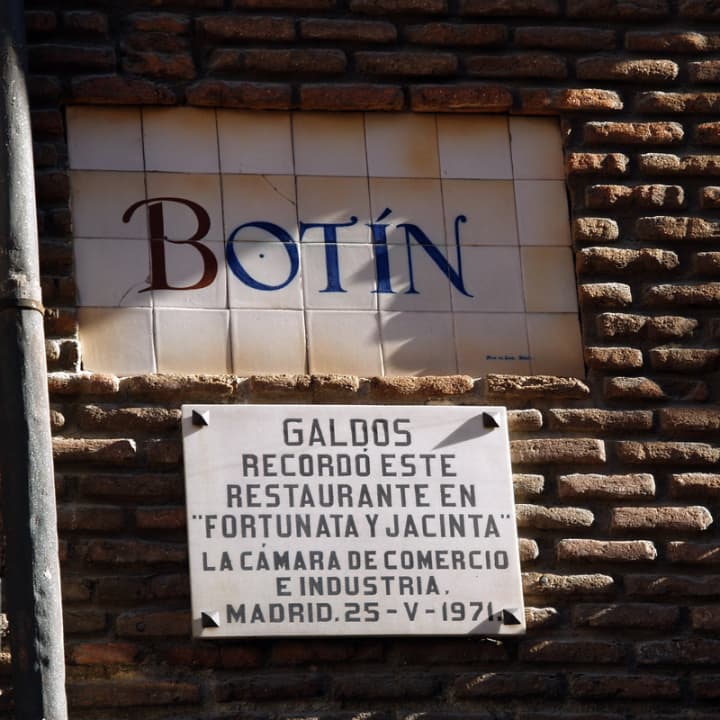 BOTÍN
GALDOS
RECORDÓ ESTE
RESTAURANTE EN
"FORTUNATA Y JACINTA"
LA CÁMARA DE COMERCIO
E INDUSTRIA.
MADRID. 25-V-1971.